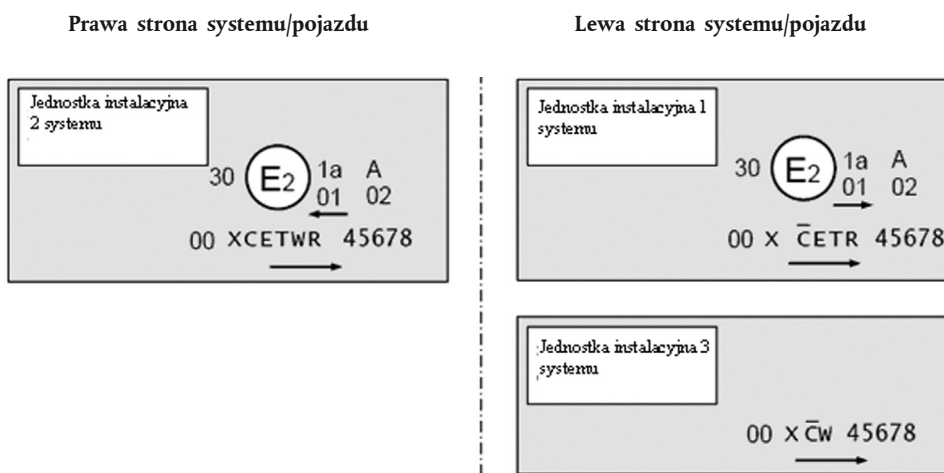 Prawa strona systemu/pojazdu
Jednostka instalacyjna
2 systemu
30 E2 1a A
01 02
00 XCETWR 45678
Lewa strona systemu/pojazdu
Jednostka instalacyjna 1
systemu
30 E2 1a A
01 02
00 X C̅ETR 45678
Jednostka instalacyjna 3
systemu
00 X C̅W 45678